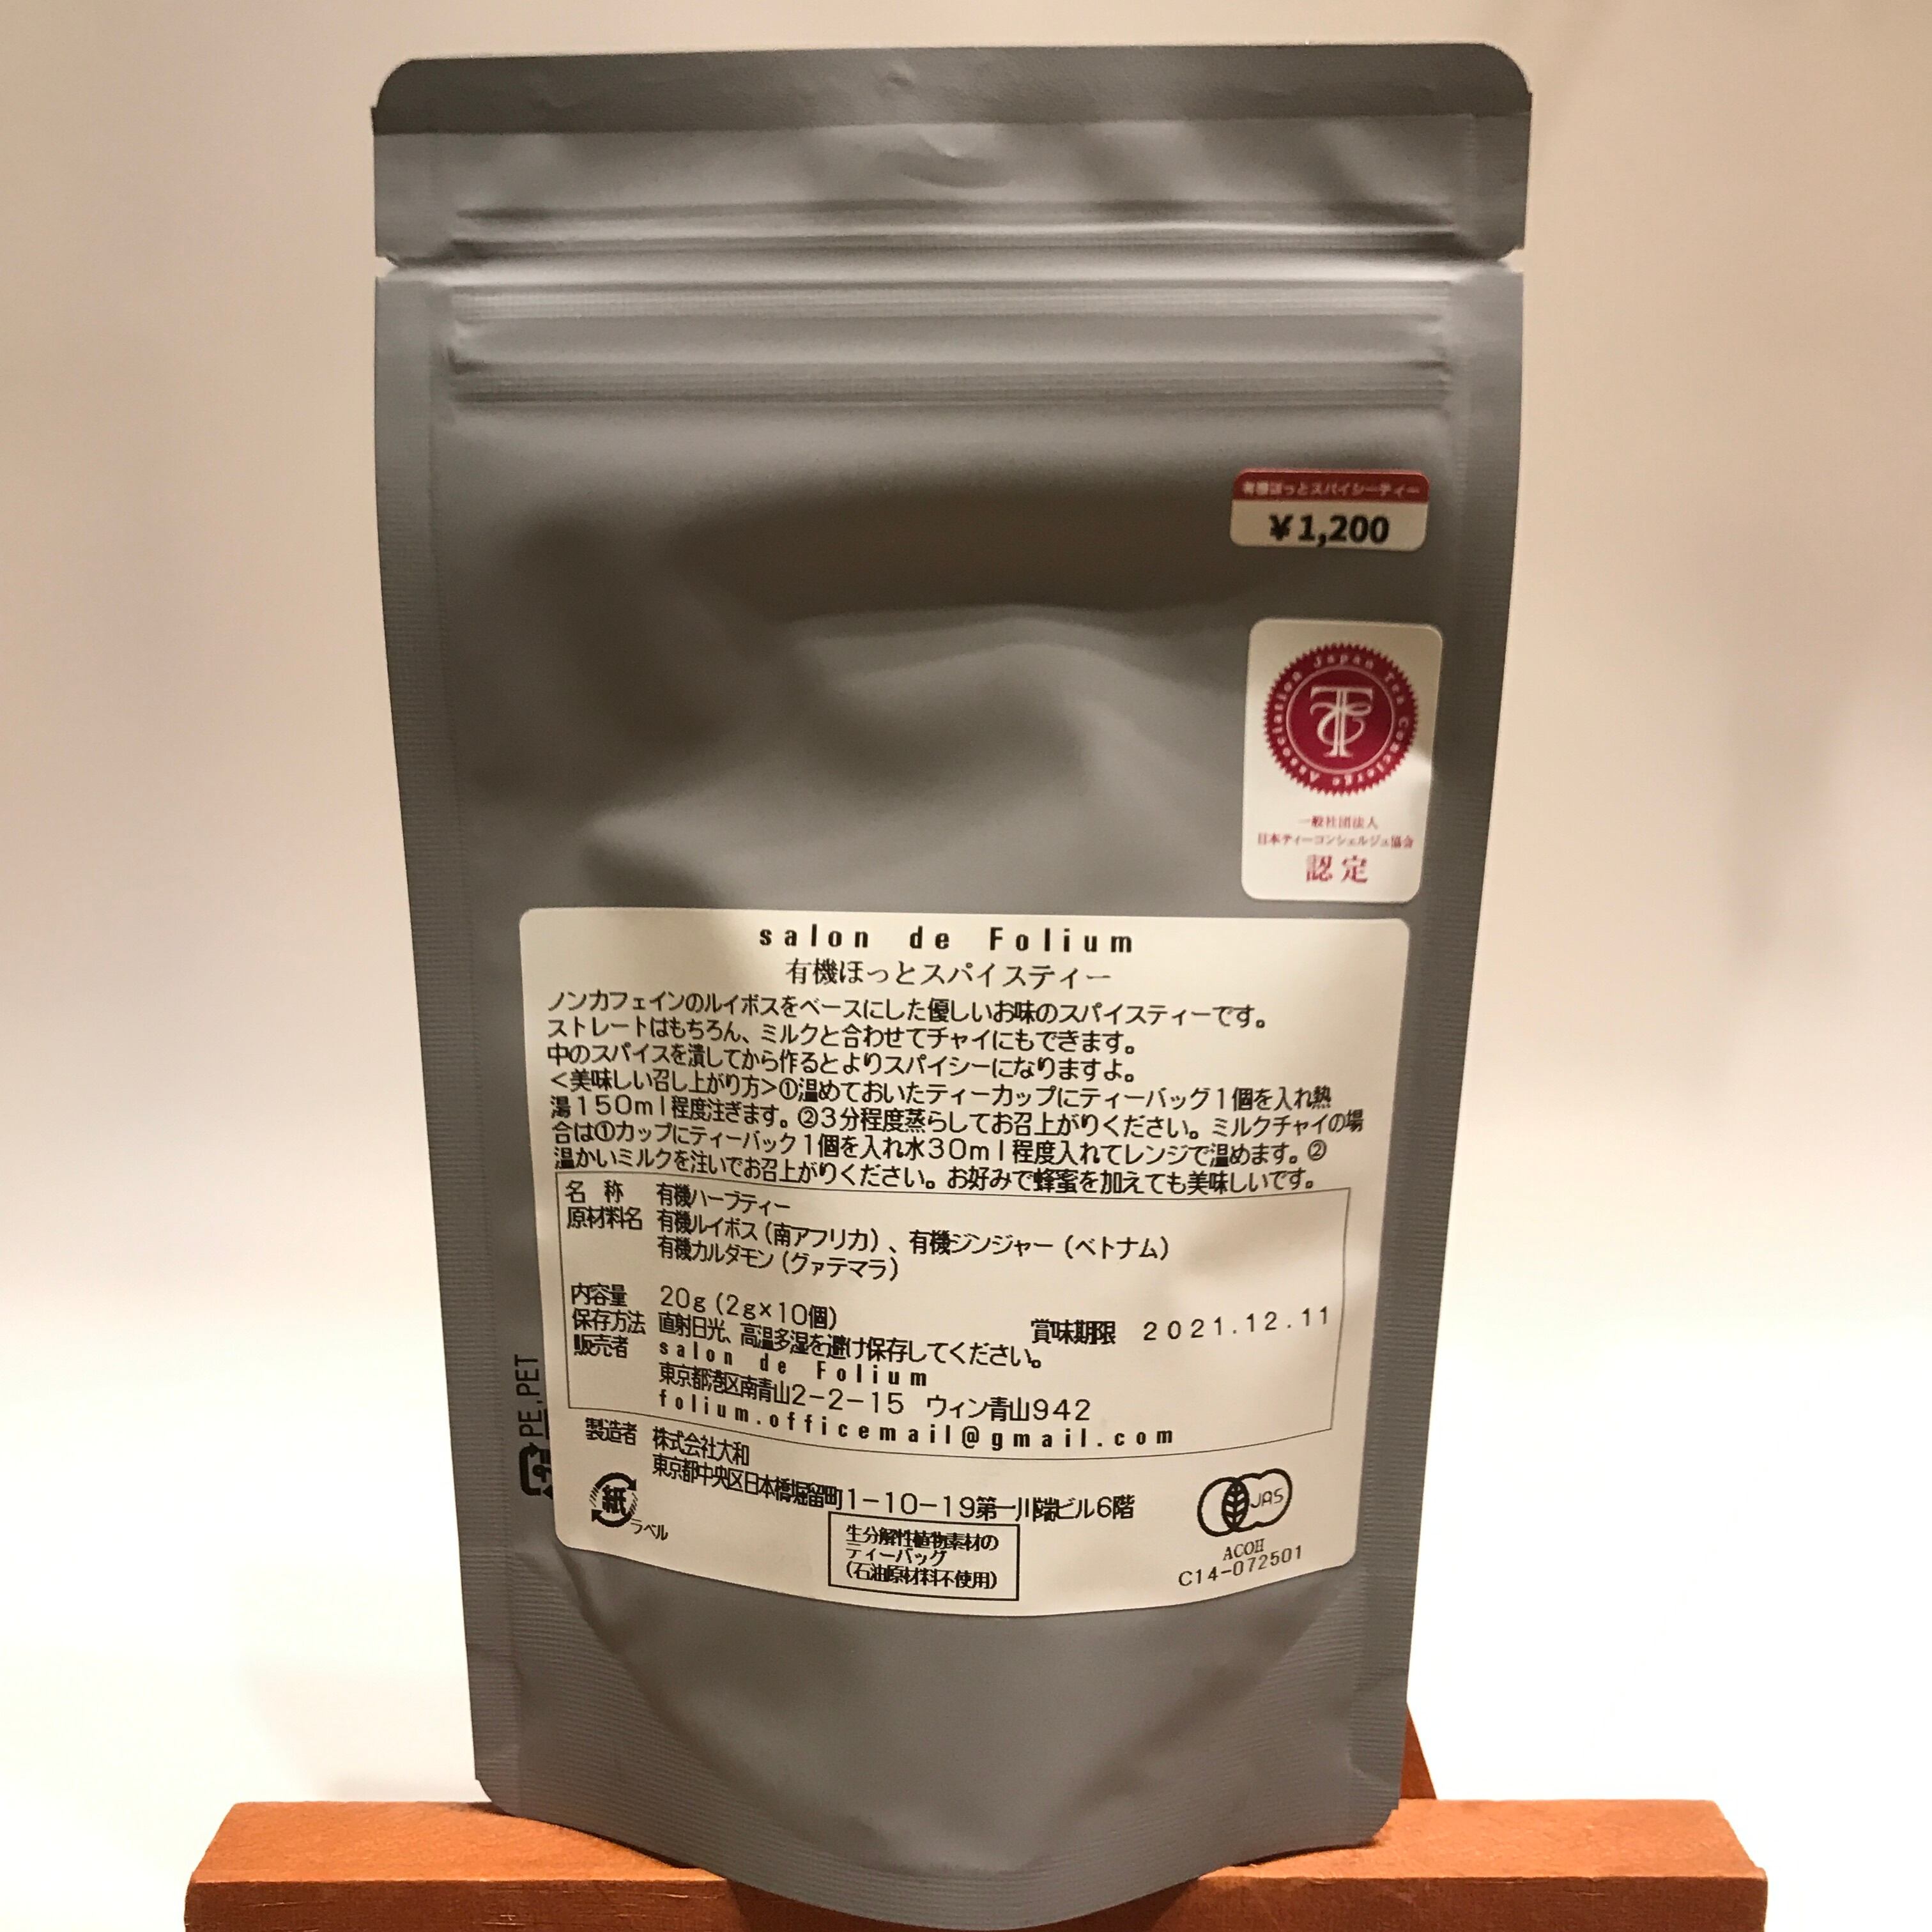 有機ほっとスパイシーティー
¥1,200
Japan Tea Concierge Association
一般社団法人
日本ティーコンシェルジュ協会
認定
salon de Folium
有機ほっとスパイスティー
ノンカフェインのルイボスをベースにした優しいお味のスパイスティーです。
ストレートはもちろん、ミルクと合わせてチャイにもできます。
中のスパイスを潰してから作るとよりスパイシーになりますよ。
<美味しい召し上がり方>①温めておいたティーカップにティーバッグ1個を入れ熱
湯150ml程度注ぎます。②3分程度蒸らしてお召上がりください。ミルクチャイの場
合は①カップにティーバック1個を入れ水30ml程度入れてレンジで温めます。②
温かいミルクを注いでお召上がりください。お好みで蜂蜜を加えても美味しいです。
名 称 有機ハーブティー
原材料名 有機ルイボス(南アフリカ)、有機ジンジャー(ベトナム)
有機カルダモン(グァテマラ)
内容量 20g(2g×10個)
賞味期限 2021.12.11
保存方法 直射日光、高温多湿を避け保存してください。
販売者 salon de Folium
東京都港区南青山2-2-15 ウィン青山942
folium.officemail@gmail.com
製造者 株式会社大和
東京都中央区日本橋堀留町1-10-19第一川端ビル6階
紙
ラベル
生分解性植物素材の
ティーバッグ
(石油原材料不使用)
JAS
ACOH
C14-072501
PE,PET